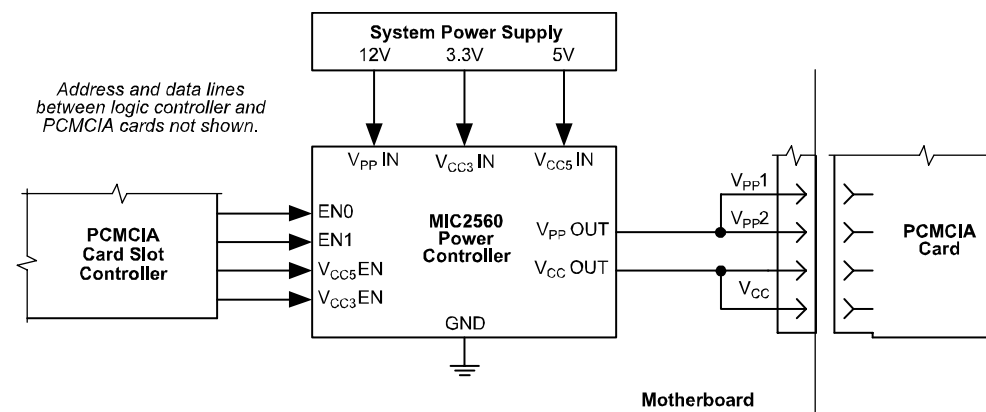 System Power Supply
12V 3.3V 5V
Address and data lines
between logic controller and
PCMCIA cards not shown.
VPP IN VCC3 IN VCC5 IN
PCMCIA
Card Slot
Controller
EN0
EN1
VCC5 EN
VCC3 EN
MIC2560
Power
Controller
VPP OUT
VCC OUT
GND
VPP1
VPP2
VCC
PCMCIA
Card
Motherboard